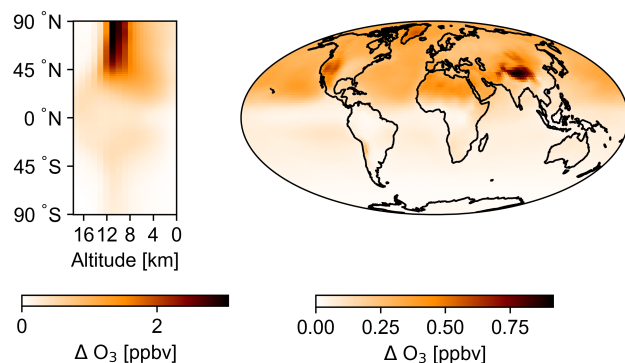 90 °N
45 °N
0 °N
45 °S
90 °S
16 12 8 4 0
Altitude [km]
0 2
Δ O₃ [ppbv]
0.00 0.25 0.50 0.75
Δ O₃ [ppbv]